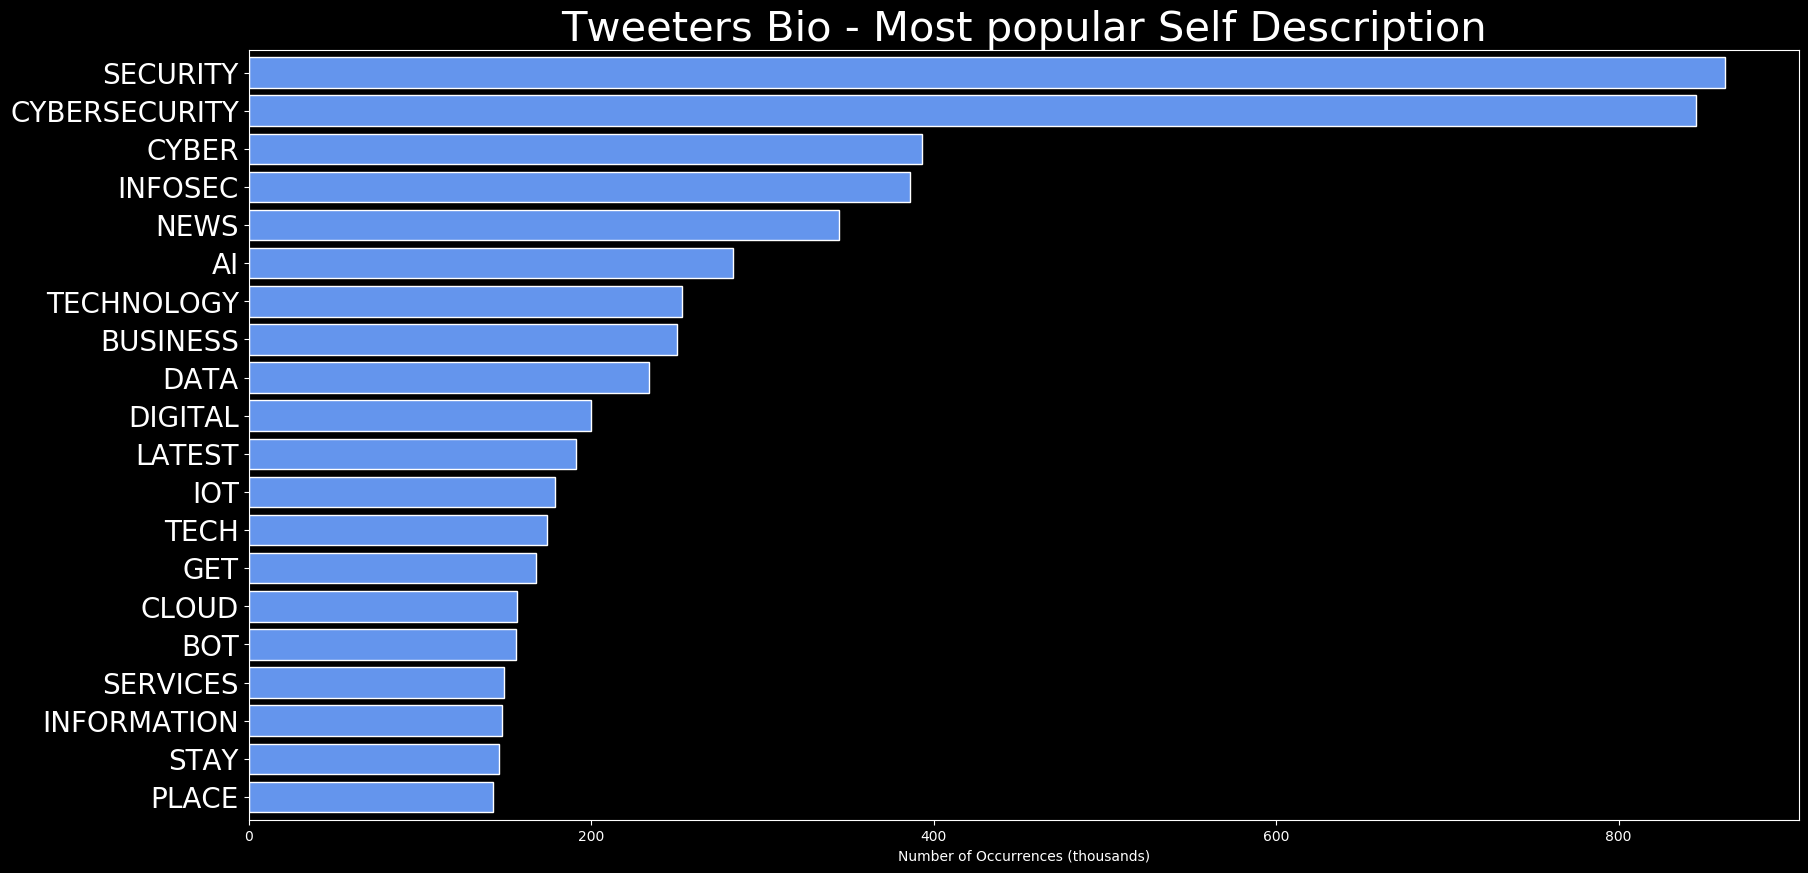 Tweeters Bio - Most popular Self Description
SECURITY
CYBERSECURITY
CYBER
INFOSEC
NEWS
AI
TECHNOLOGY
BUSINESS
DATA
DIGITAL
LATEST
IOT
TECH
GET
CLOUD
BOT
SERVICES
INFORMATION
STAY
PLACE
0 200 400 600 800
Number of Occurrences (thousands)